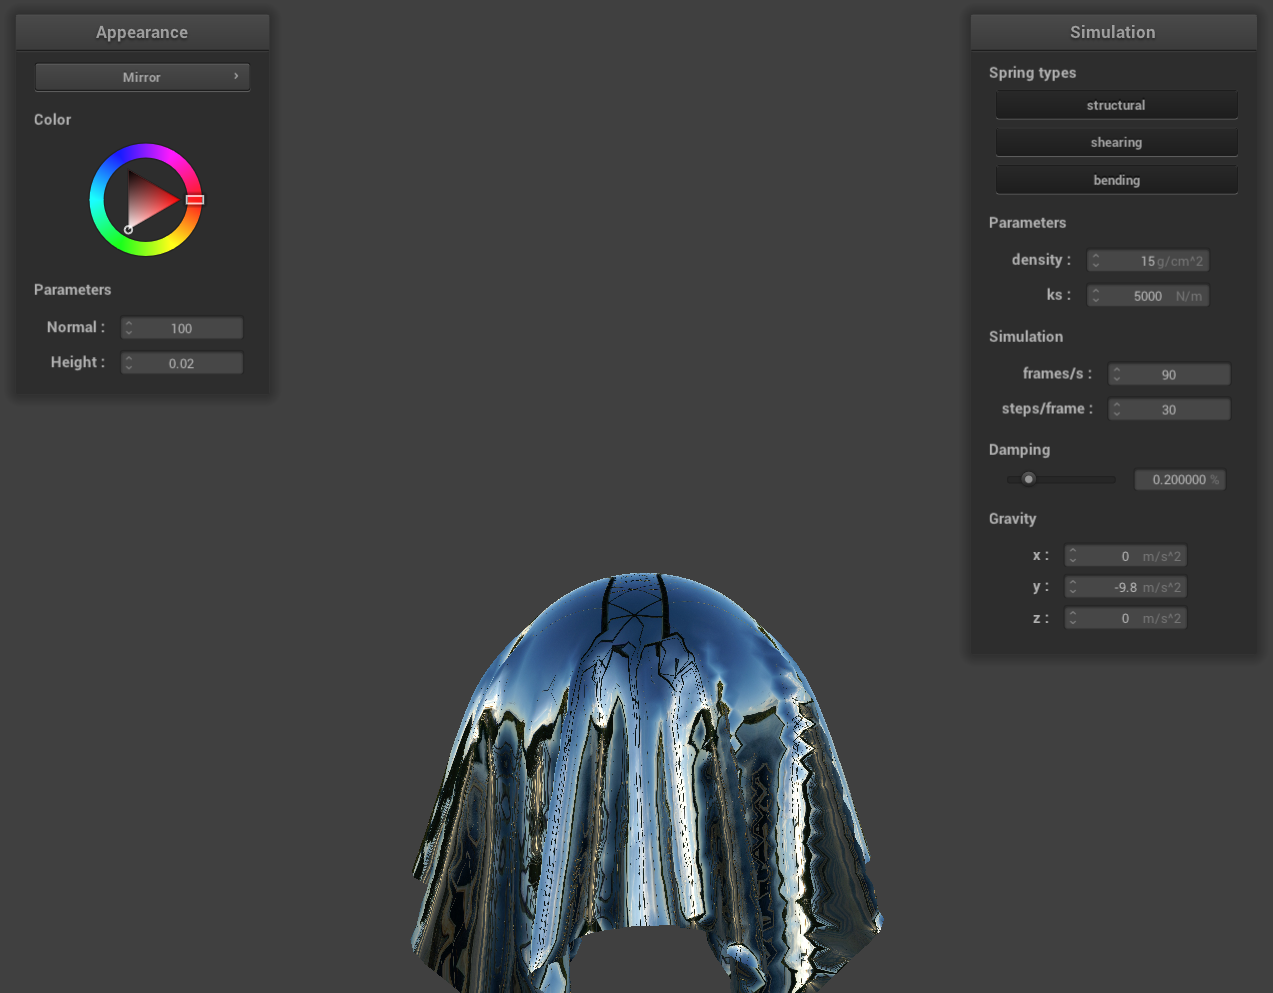 Appearance
Mirror
Color
Parameters
Normal : 100
Height : 0.02
Simulation
Spring types
structural
shearing
bending
Parameters
density : 15 g/cm^2
ks : 5000 N/m
Simulation
frames/s : 90
steps/frame : 30
Damping
0.200000 %
Gravity
x : 0 m/s^2
y : -9.8 m/s^2
z : 0 m/s^2